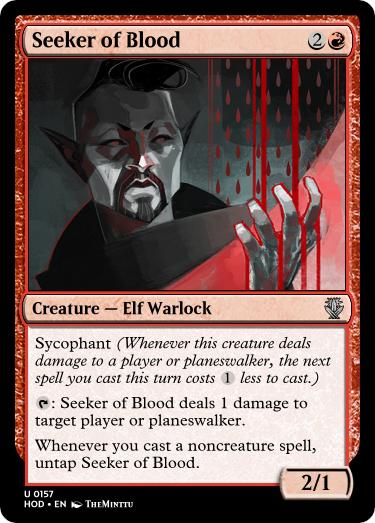 Seeker of Blood 2
Creature — Elf Warlock
Sycophant (Whenever this creature deals
damage to a player or planeswalker, the next
spell you cast this turn costs 1 less to cast.)
: Seeker of Blood deals 1 damage to
target player or planeswalker.
Whenever you cast a noncreature spell,
untap Seeker of Blood.
2/1
U 0157
HOD • EN TheMinttu